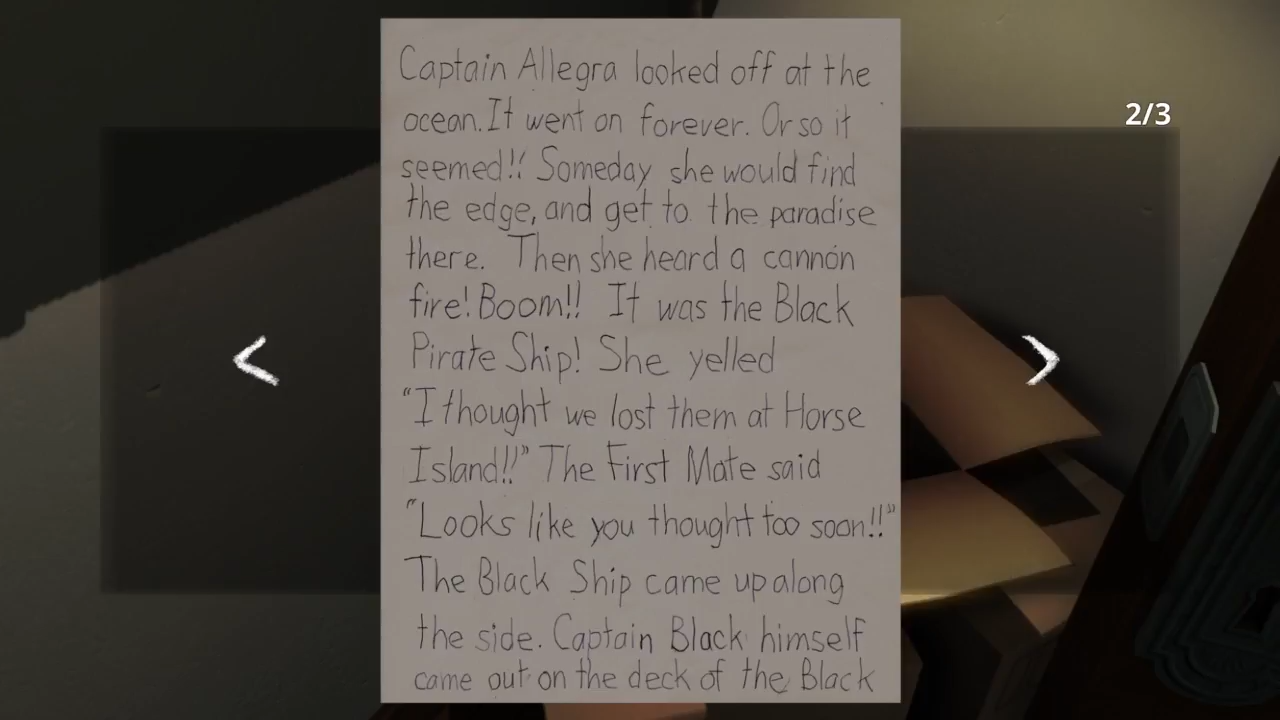 2/3
Captain Allegra looked off at the
ocean. It went on forever. Or so it
seemed!! Someday she would find
the edge, and get to the paradise
there. Then she heard a cannon
fire! Boom!! It was the Black
Pirate Ship! She yelled
"I thought we lost them at Horse
Island!!" The First Mate said
"Looks like you thought too soon!!"
The Black Ship came up along
the side. Captain Black himself
came out on the deck of the Black